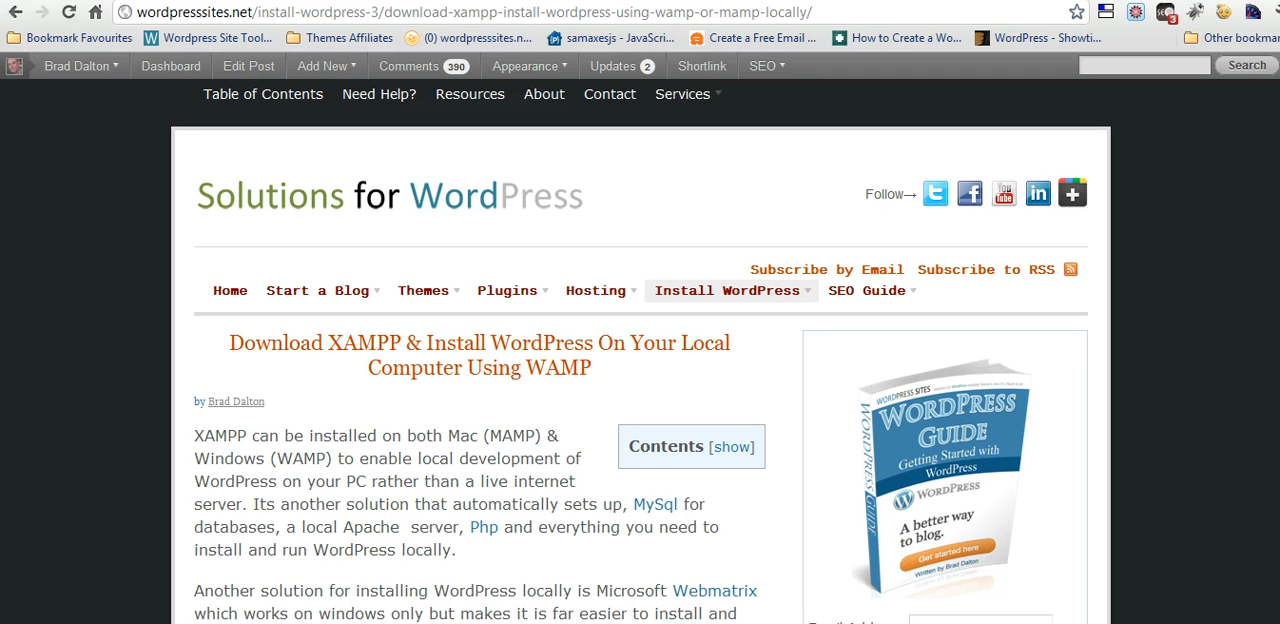 wordpresssites.net/install-wordpress-3/download-xampp-install-wordpress-using-wamp-or-mamp-locally/
3
Bookmark Favourites Wordpress Site Tool... Themes Affiliates (0) wordpresssites.n... samaxesjs - JavaScri... Create a Free Email ... How to Create a Wo... WordPress - Showti... Other bookmar
Brad Dalton Dashboard Edit Post Add New Comments 390 Appearance Updates 2 Shortlink SEO Search
Table of Contents Need Help? Resources About Contact Services
Solutions for WordPress
Follow→ You Tube in +
Subscribe by Email Subscribe to RSS
Home Start a Blog Themes Plugins Hosting Install WordPress SEO Guide
Download XAMPP & Install WordPress On Your Local
Computer Using WAMP
by Brad Dalton
XAMPP can be installed on both Mac (MAMP) &
Windows (WAMP) to enable local development of
WordPress on your PC rather than a live internet
server. Its another solution that automatically sets up, MySql for
databases, a local Apache server, Php and everything you need to
install and run WordPress locally.
Contents [show]
Another solution for installing WordPress locally is Microsoft Webmatrix
which works on windows only but makes it is far easier to install and
WORDPRESS SITES
WORDPRESS GUIDE
WORDPRESS
GUIDE
Getting Started with
WordPress
WORDPRESS
A better way
to blog.
Get started here
Written by Brad Dalton